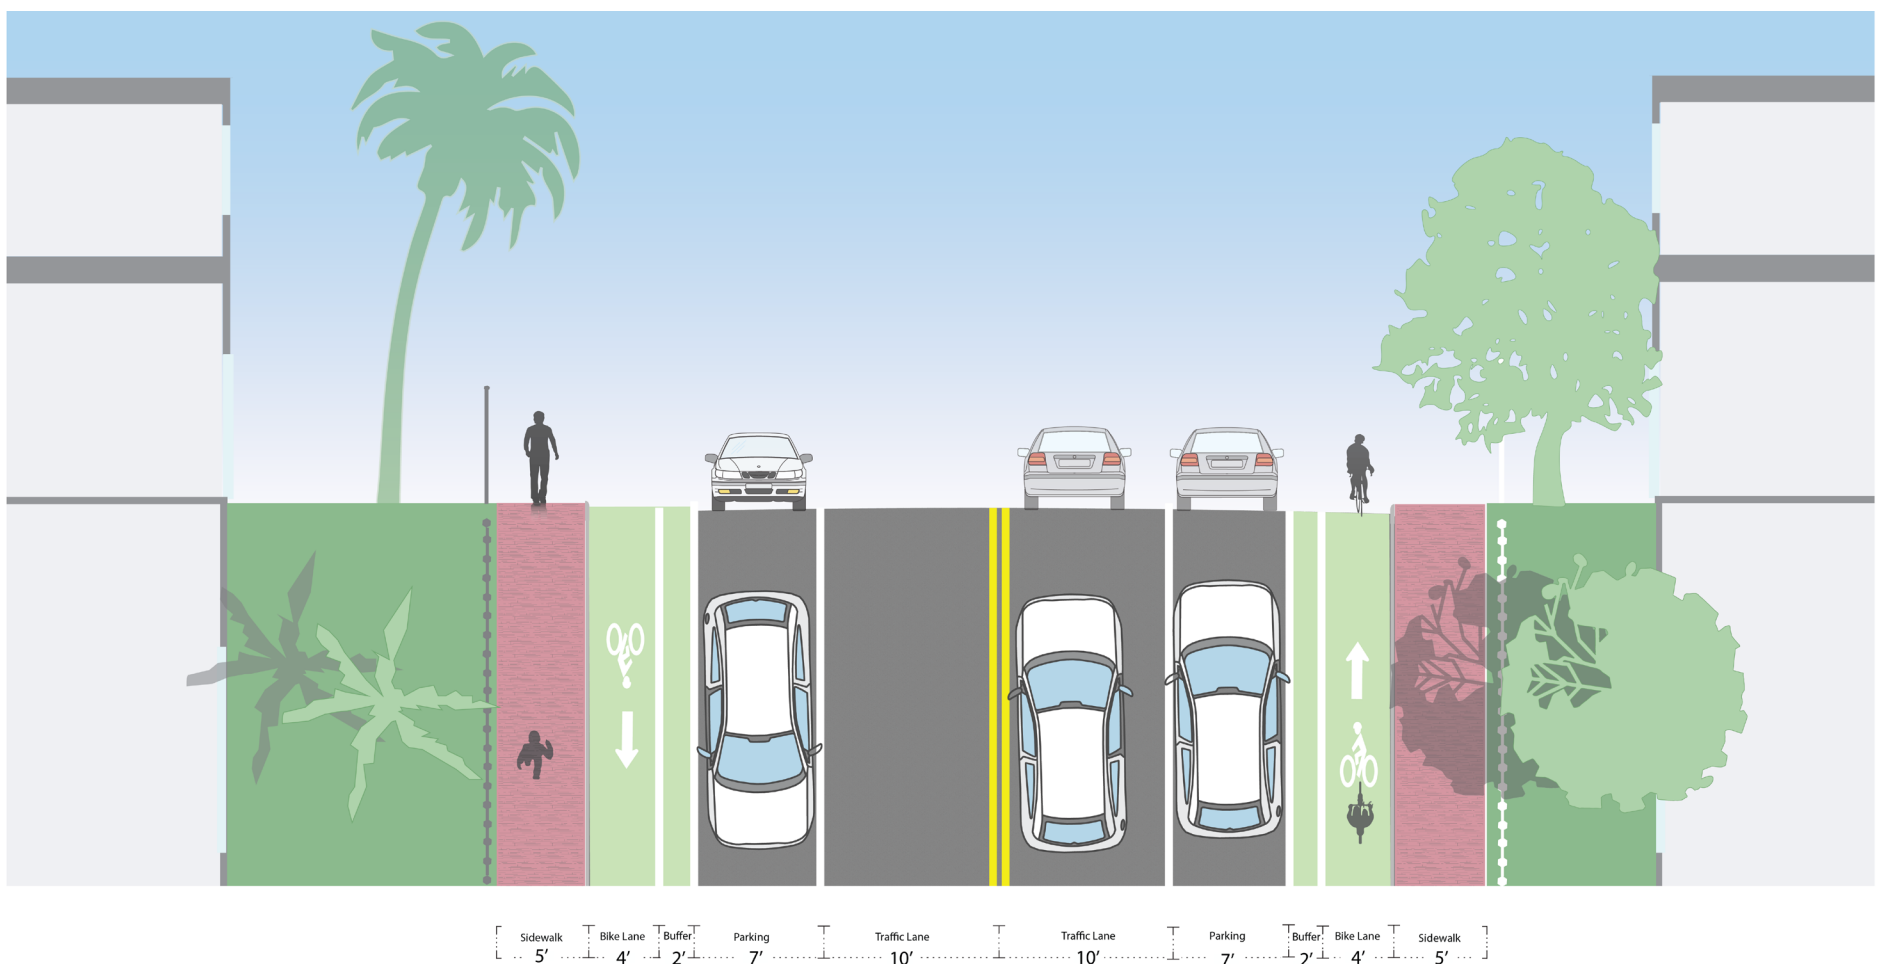 Sidewalk Bike Lane Buffer Parking Traffic Lane Traffic Lane Parking Buffer Bike Lane Sidewalk
5’ 4’ 2’ 7’ 10’ 10’ 7’ 2’ 4’ 5’